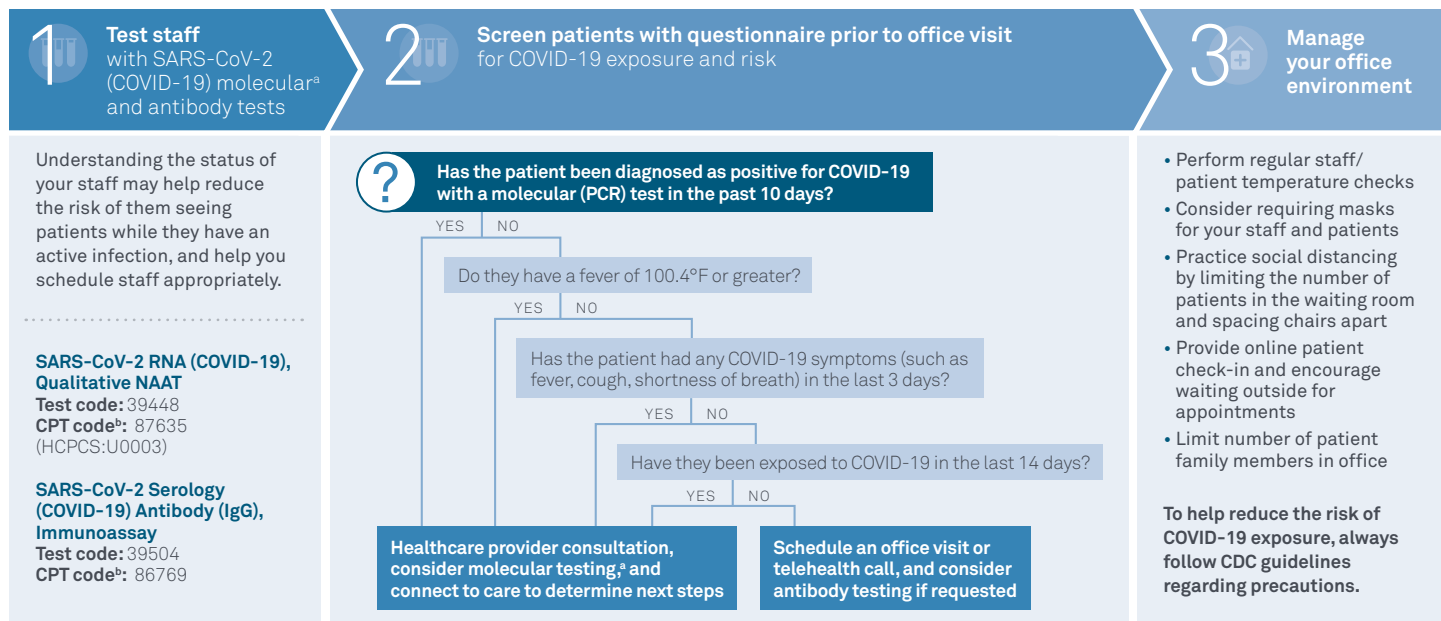 1
Test staff
with SARS-CoV-2
(COVID-19) molecularᵃ
and antibody tests
Understanding the status of
your staff may help reduce
the risk of them seeing
patients while they have an
active infection, and help you
schedule staff appropriately.
SARS-CoV-2 RNA (COVID-19),
Qualitative NAAT
Test code: 39448
CPT codeᵇ: 87635
(HCPCS:U0003)
SARS-CoV-2 Serology
(COVID-19) Antibody (IgG),
Immunoassay
Test code: 39504
CPT codeᵇ: 86769
2
Screen patients with questionnaire prior to office visit
for COVID-19 exposure and risk
?
Has the patient been diagnosed as positive for COVID-19
with a molecular (PCR) test in the past 10 days?
YES NO
Do they have a fever of 100.4°F or greater?
YES NO
Has the patient had any COVID-19 symptoms (such as
fever, cough, shortness of breath) in the last 3 days?
YES NO
Have they been exposed to COVID-19 in the last 14 days?
YES NO
Healthcare provider consultation,
consider molecular testing,ᵃ and
connect to care to determine next steps
Schedule an office visit or
telehealth call, and consider
antibody testing if requested
3
Manage
your office
environment
• Perform regular staff/
patient temperature checks
• Consider requiring masks
for your staff and patients
• Practice social distancing
by limiting the number of
patients in the waiting room
and spacing chairs apart
• Provide online patient
check-in and encourage
waiting outside for
appointments
• Limit number of patient
family members in office
To help reduce the risk of
COVID-19 exposure, always
follow CDC guidelines
regarding precautions.